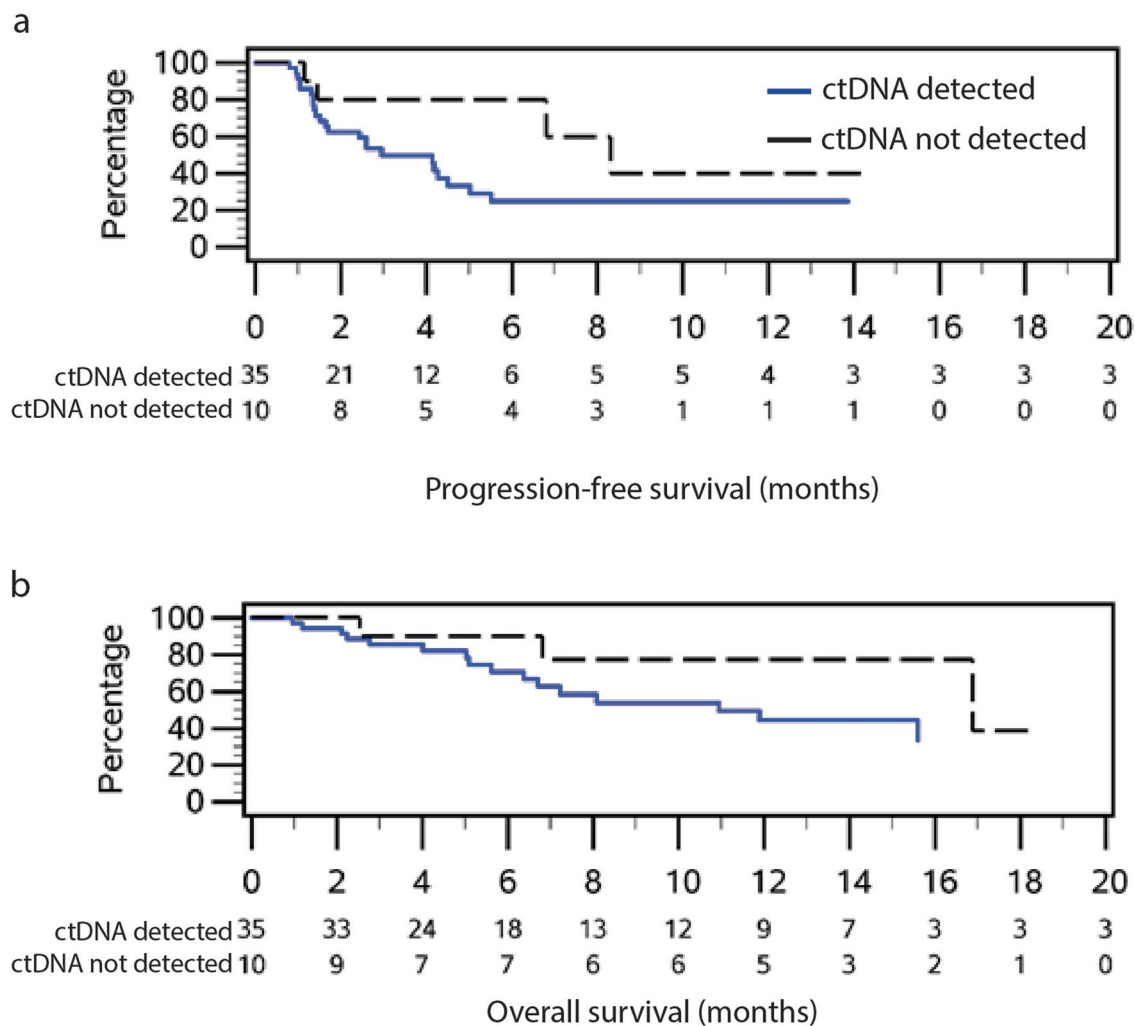 a
Percentage
100
80
60
40
20
0
ctDNA detected
ctDNA not detected
0 2 4 6 8 10 12 14 16 18 20
ctDNA detected 35 21 12 6 5 5 4 3 3 3 3
ctDNA not detected 10 8 5 4 3 1 1 1 0 0 0
Progression-free survival (months)
b
Percentage
100
80
60
40
20
0
0 2 4 6 8 10 12 14 16 18 20
ctDNA detected 35 33 24 18 13 12 9 7 3 3 3
ctDNA not detected 10 9 7 7 6 6 5 3 2 1 0
Overall survival (months)